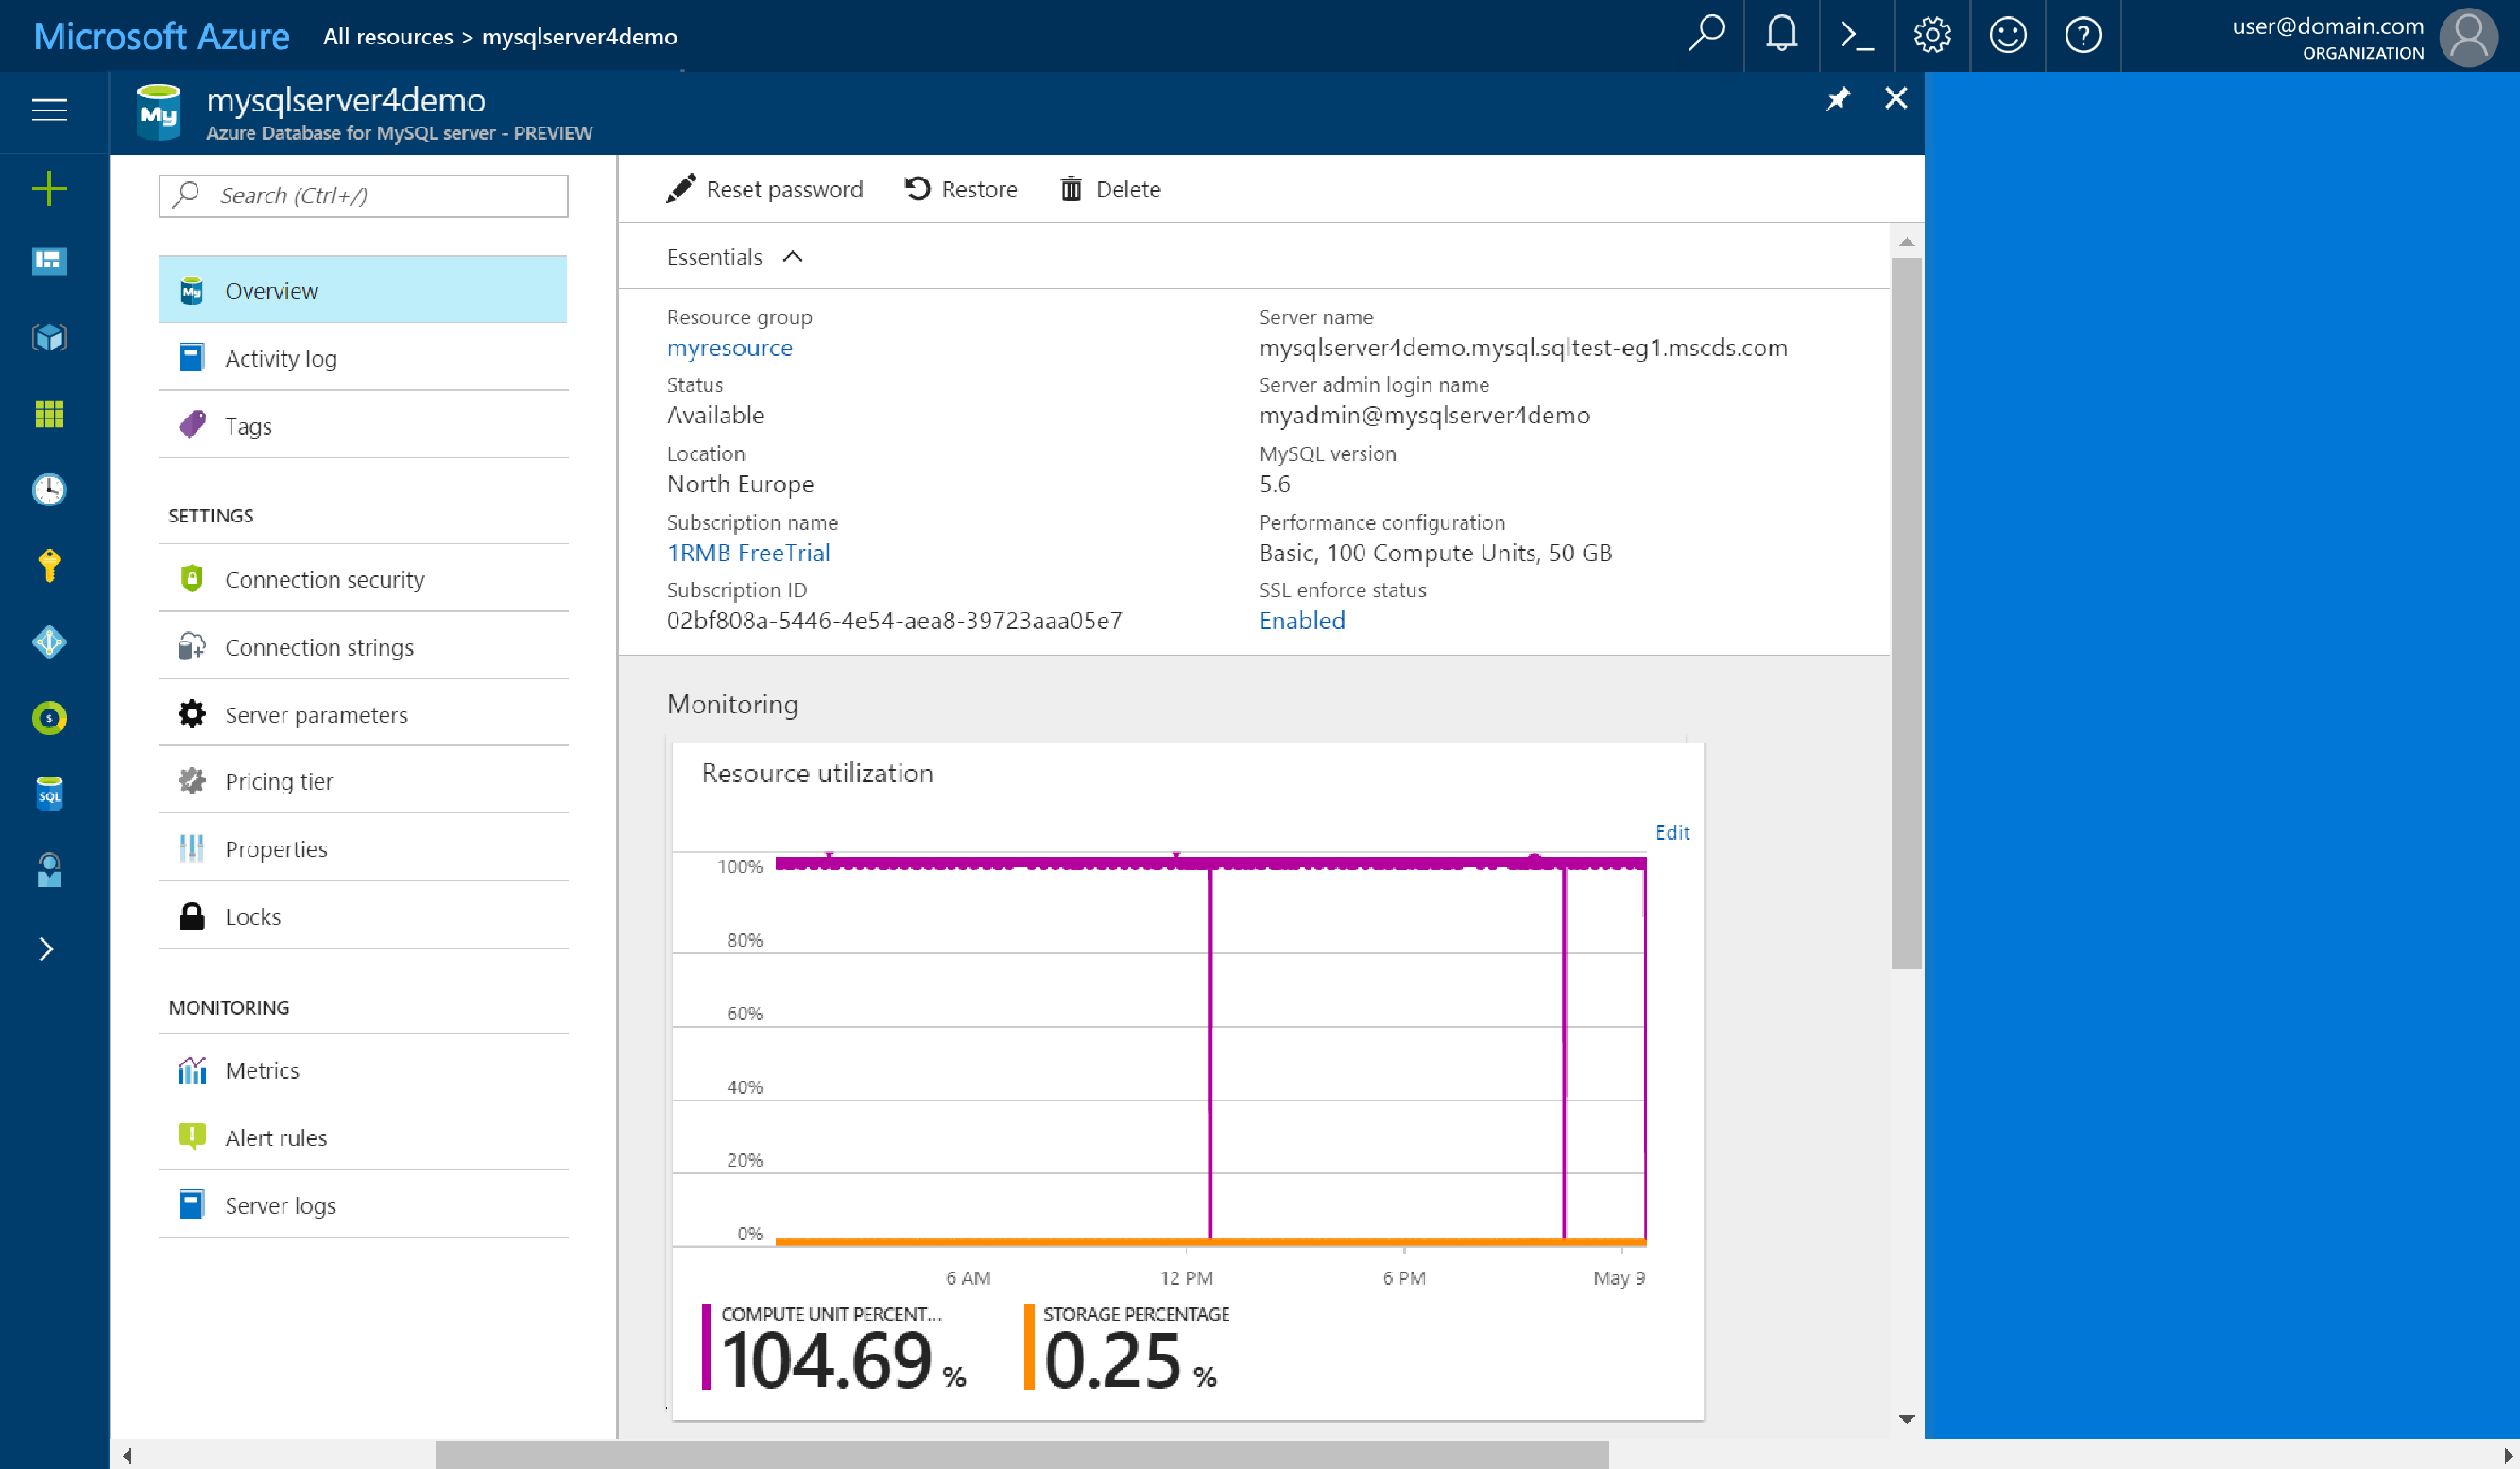 Microsoft Azure All resources > mysqlserver4demo
user@domain.com
ORGANIZATION
My
mysqlserver4demo
Azure Database for MySQL server - PREVIEW
Search (Ctrl+/)
My Overview
Activity log
Tags
SETTINGS
Connection security
Connection strings
Server parameters
Pricing tier
Properties
Locks
MONITORING
Metrics
Alert rules
Server logs
$
SQL
Reset password Restore Delete
Essentials
Resource group
myresource
Status
Available
Location
North Europe
Subscription name
1RMB FreeTrial
Subscription ID
02bf808a-5446-4e54-aea8-39723aaa05e7
Server name
mysqlserver4demo.mysql.sqltest-eg1.mscds.com
Server admin login name
myadmin@mysqlserver4demo
MySQL version
5.6
Performance configuration
Basic, 100 Compute Units, 50 GB
SSL enforce status
Enabled
Monitoring
Resource utilization
Edit
100%
80%
60%
40%
20%
0%
6 AM 12 PM 6 PM May 9
COMPUTE UNIT PERCENT...
104.69 %
STORAGE PERCENTAGE
0.25 %